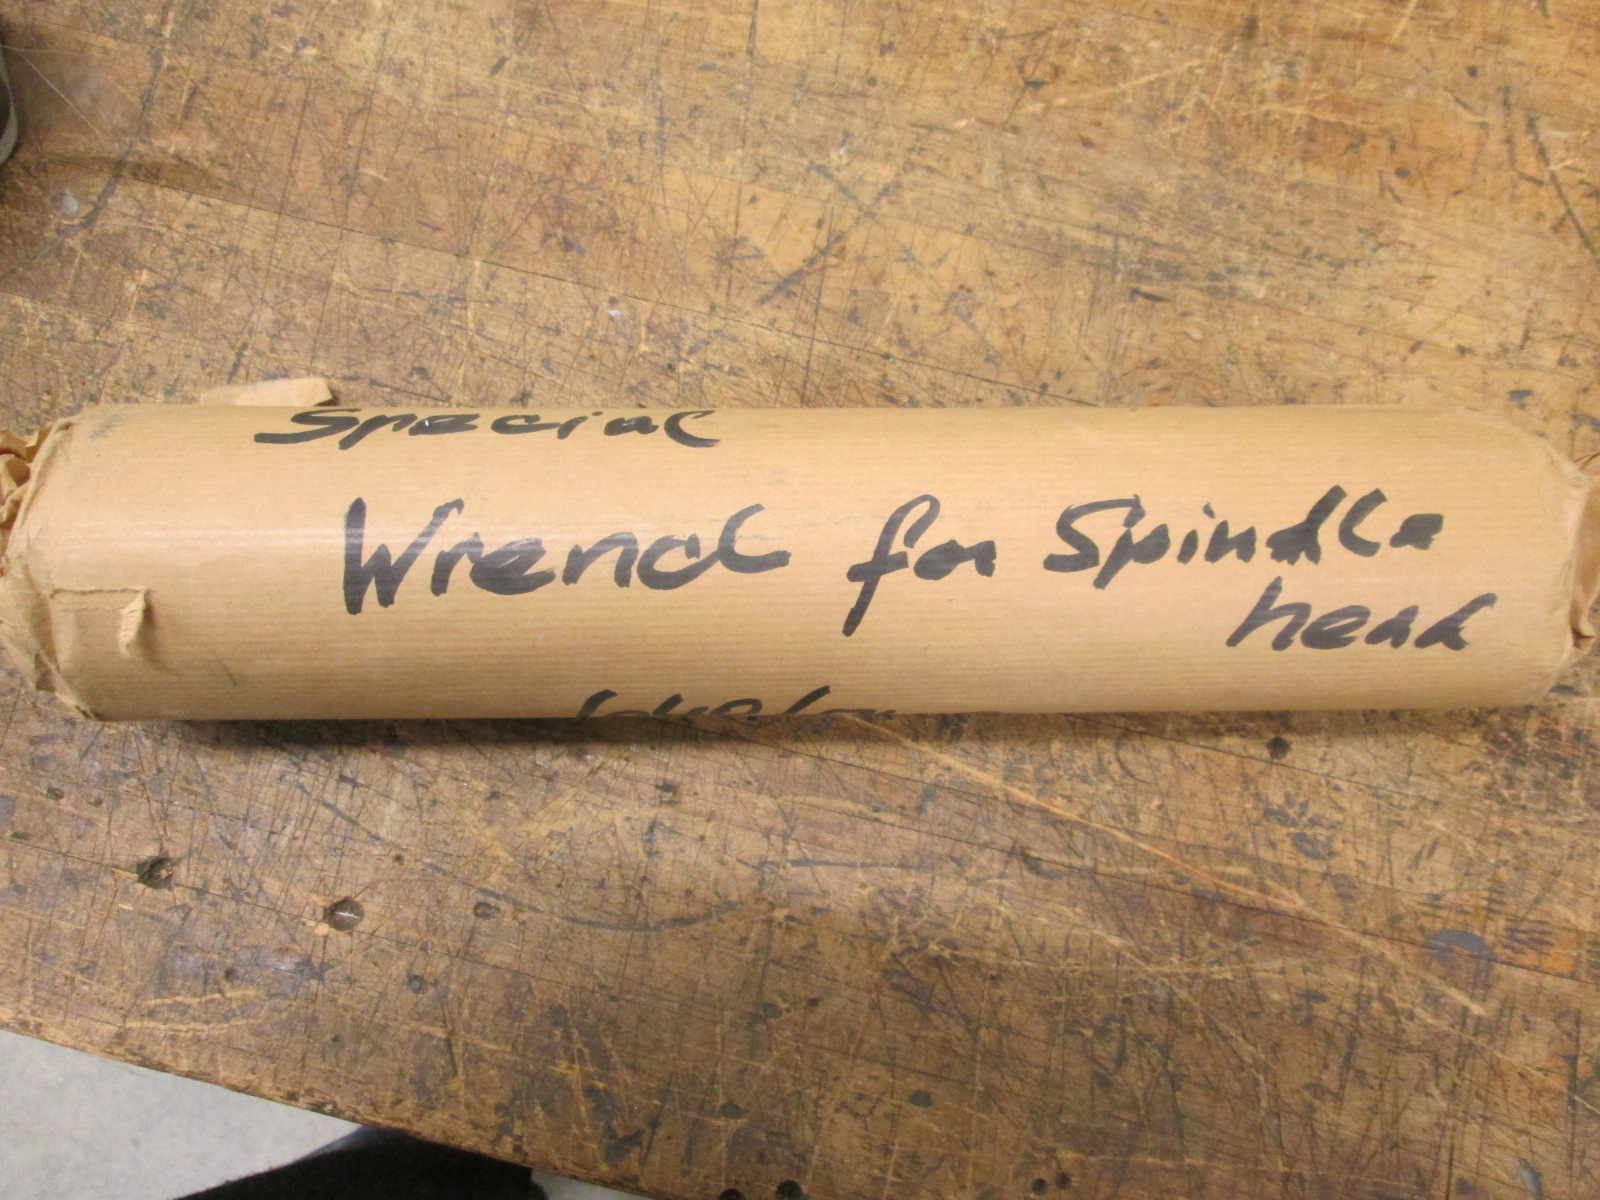 Special
Wrench for Spindle
head